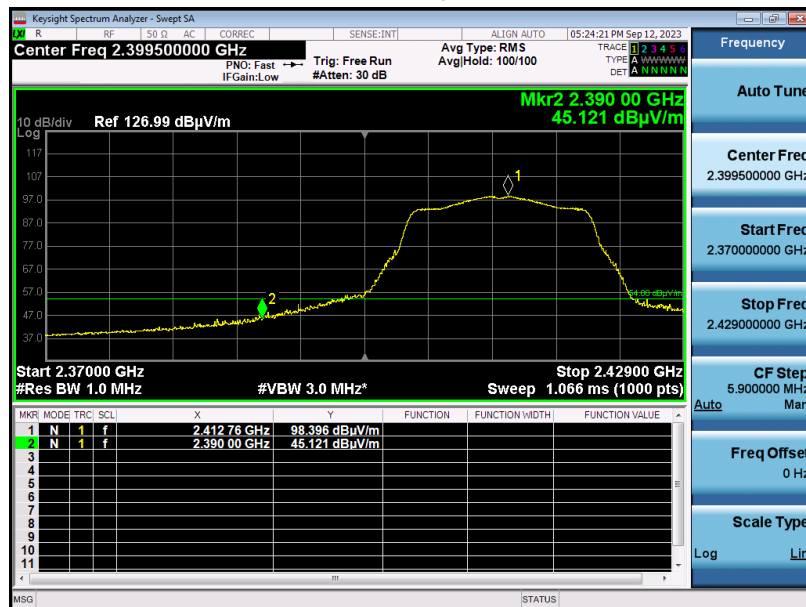 Keysight Spectrum Analyzer - Swept SA
LXI R RF 50 Ω AC CORREC SENSE:INT ALIGN AUTO 05:24:21 PM Sep 12, 2023
Center Freq 2.399500000 GHz
PNO: Fast
IFGain:Low
Trig: Free Run
#Atten: 30 dB
Avg Type: RMS
Avg|Hold: 100/100
TRACE 1 2 3 4 5 6
TYPE A WWWWW
DET A N N N N N
Mkr2 2.390 00 GHz
45.121 dBµV/m
10 dB/div Ref 126.99 dBµV/m
Log
117
107
97.0
87.0
77.0
67.0
57.0
47.0
37.0
1
2
54.00 dBµV/m
Start 2.37000 GHz Stop 2.42900 GHz
#Res BW 1.0 MHz #VBW 3.0 MHz* Sweep 1.066 ms (1000 pts)
MKR MODE TRC SCL X Y FUNCTION FUNCTION WIDTH FUNCTION VALUE
1 N 1 f 2.412 76 GHz 98.396 dBµV/m
2 N 1 f 2.390 00 GHz 45.121 dBµV/m
3
4
5
6
7
8
9
10
11
MSG STATUS
Frequency
Auto Tune
Center Freq
2.399500000 GHz
Start Freq
2.370000000 GHz
Stop Freq
2.429000000 GHz
CF Step
5.900000 MHz
Auto Man
Freq Offset
0 Hz
Scale Type
Log Lin